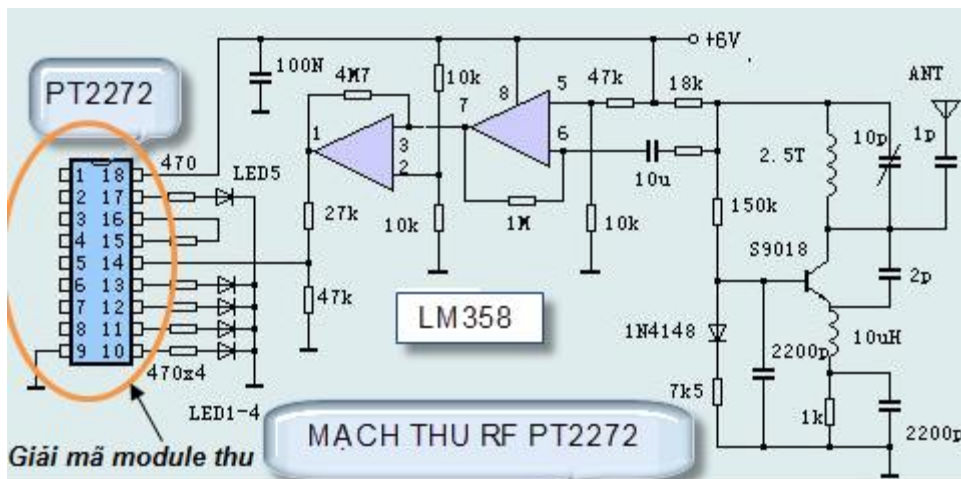 +6V
100N
4M7
10k
47k
18k
ANT
PT2272
10p
1p
2.5T
10u
470
LED5
1 18
2 17
3 16
4 15
5 14
6 13
7 12
8 11
9 10
1
3
2
7
8
5
6
27k
10k
1M
10k
150k
S9018
2p
47k
LM358
1N4148
10uH
2200p
470x4
7k5
1k
LED1-4
2200p
MẠCH THU RF PT2272
Giải mã module thu